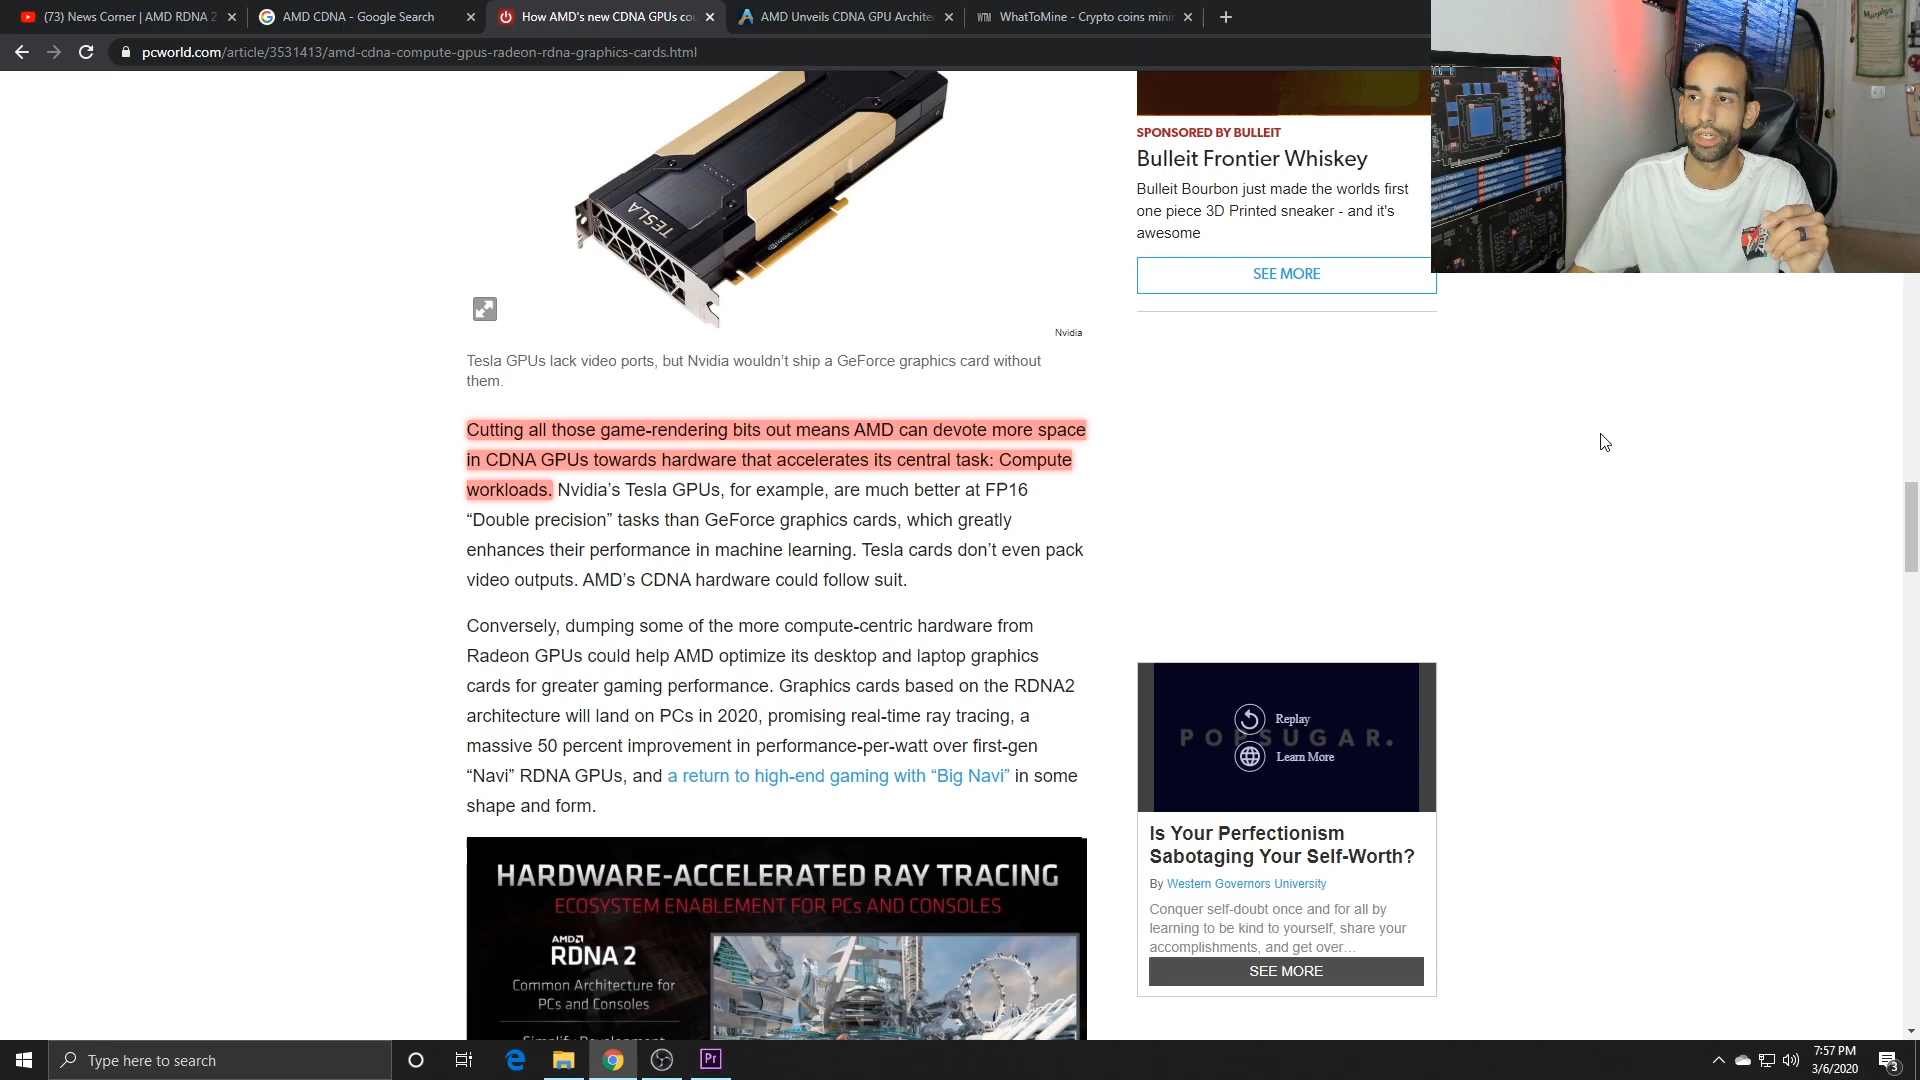 (73) News Corner | AMD RDNA 2
AMD CDNA - Google Search
How AMD's new CDNA GPUs cou
AMD Unveils CDNA GPU Archite
WhatToMine - Crypto coins mini
pcworld.com/article/3531413/amd-cdna-compute-gpus-radeon-rdna-graphics-cards.html
TESLA
Nvidia
Tesla GPUs lack video ports, but Nvidia wouldn't ship a GeForce graphics card without
them.
Cutting all those game-rendering bits out means AMD can devote more space
in CDNA GPUs towards hardware that accelerates its central task: Compute
workloads. Nvidia's Tesla GPUs, for example, are much better at FP16
“Double precision” tasks than GeForce graphics cards, which greatly
enhances their performance in machine learning. Tesla cards don't even pack
video outputs. AMD's CDNA hardware could follow suit.
Conversely, dumping some of the more compute-centric hardware from
Radeon GPUs could help AMD optimize its desktop and laptop graphics
cards for greater gaming performance. Graphics cards based on the RDNA2
architecture will land on PCs in 2020, promising real-time ray tracing, a
massive 50 percent improvement in performance-per-watt over first-gen
“Navi” RDNA GPUs, and a return to high-end gaming with “Big Navi” in some
shape and form.
HARDWARE-ACCELERATED RAY TRACING
ECOSYSTEM ENABLEMENT FOR PCs AND CONSOLES
AMD
RDNA 2
Common Architecture for
PCs and Consoles
Simplify Development
SPONSORED BY BULLEIT
Bulleit Frontier Whiskey
Bulleit Bourbon just made the worlds first
one piece 3D Printed sneaker - and it's
awesome
SEE MORE
POPSUGAR.
Replay
Learn More
Is Your Perfectionism
Sabotaging Your Self-Worth?
By Western Governors University
Conquer self-doubt once and for all by
learning to be kind to yourself, share your
accomplishments, and get over…
SEE MORE
Type here to search
Pr
7:57 PM
3/6/2020
3